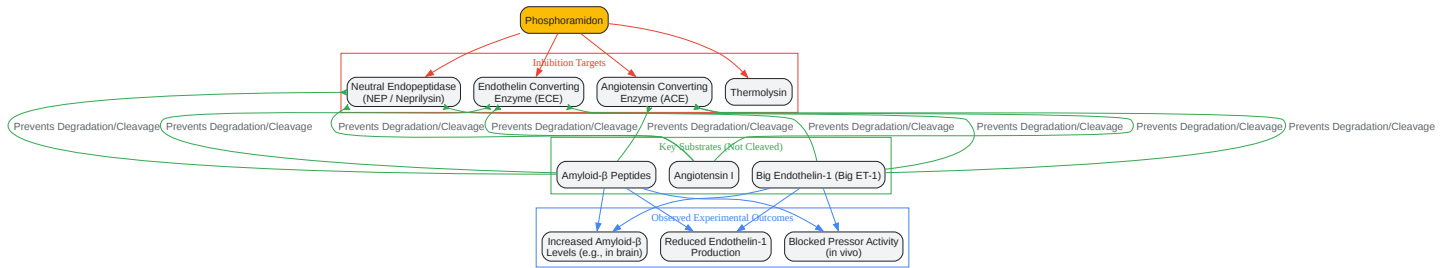 Phosphoramidon
Inhibition Targets
Neutral Endopeptidase
(NEP / Neprilysin)
Endothelin Converting
Enzyme (ECE)
Angiotensin Converting
Enzyme (ACE)
Thermolysin
Prevents Degradation/Cleavage
Prevents Degradation/Cleavage
Prevents Degradation/Cleavage
Prevents Degradation/Cleavage
Prevents Degradation/Cleavage
Prevents Degradation/Cleavage
Prevents Degradation/Cleavage
Prevents Degradation/Cleavage
Prevents Degradation/Cleavage
Key Substrates (Not Cleaved)
Amyloid-β Peptides
Angiotensin I
Big Endothelin-1 (Big ET-1)
Observed Experimental Outcomes
Increased Amyloid-β
Levels (e.g., in brain)
Reduced Endothelin-1
Production
Blocked Pressor Activity
(in vivo)